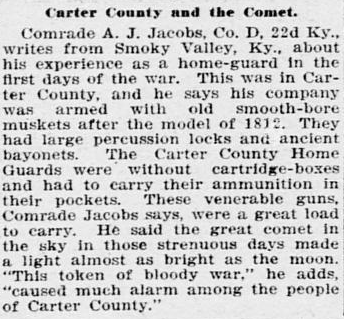 Carter County and the Comet.
Comrade A. J. Jacobs, Co. D, 22d Ky.,
writes from Smoky Valley, Ky., about
his experience as a home-guard in the
first days of the war. This was in Car-
ter County, and he says his company
was armed with old smooth-bore
muskets after the model of 1812. They
had large percussion locks and ancient
bayonets. The Carter County Home
Guards were without cartridge-boxes
and had to carry their ammunition in
their pockets. These venerable guns,
Comrade Jacobs says, were a great load
to carry. He said the great comet in
the sky in those strenuous days made
a light almost as bright as the moon.
"This token of bloody war," he adds,
"caused much alarm among the people
of Carter County."